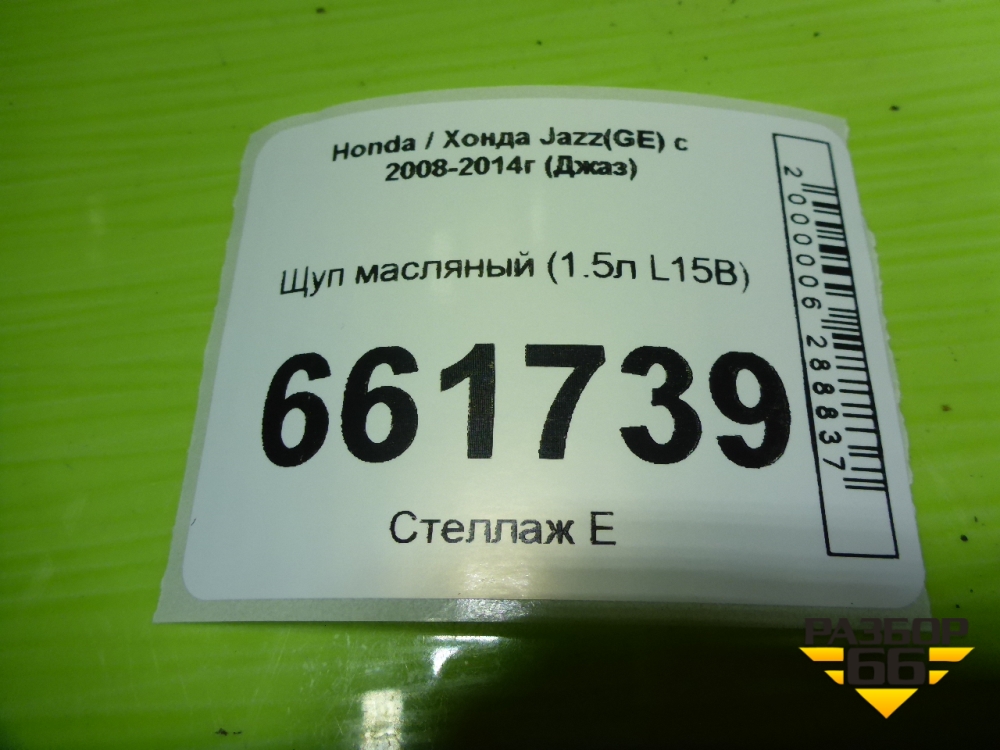 Honda / Хонда Jazz(GE) с
2008-2014г (Джаз)
Щуп масляный (1.5л L15B)
661739
Стеллаж Е
2000006288837
РАЗБОР
66